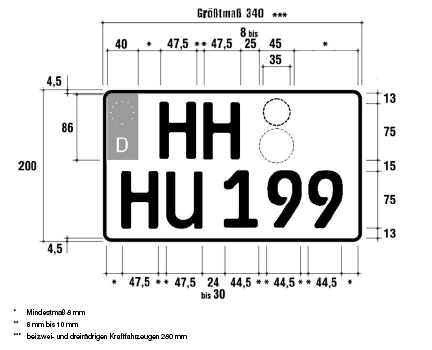 Größtmaß 340 ***
8 bis
40 * 47,5 ** 47,5 25 45 *
35
4,5
13
86
HH
75
D
200
15
HU 199
75
4,5
13
* 47,5 ** 47,5 24 44,5 ** 44,5 ** 44,5 *
bis 30
* Mindestmaß 8 mm
** 8 mm bis 10 mm
*** bei zwei- und dreirädrigen Kraftfahrzeugen 280 mm